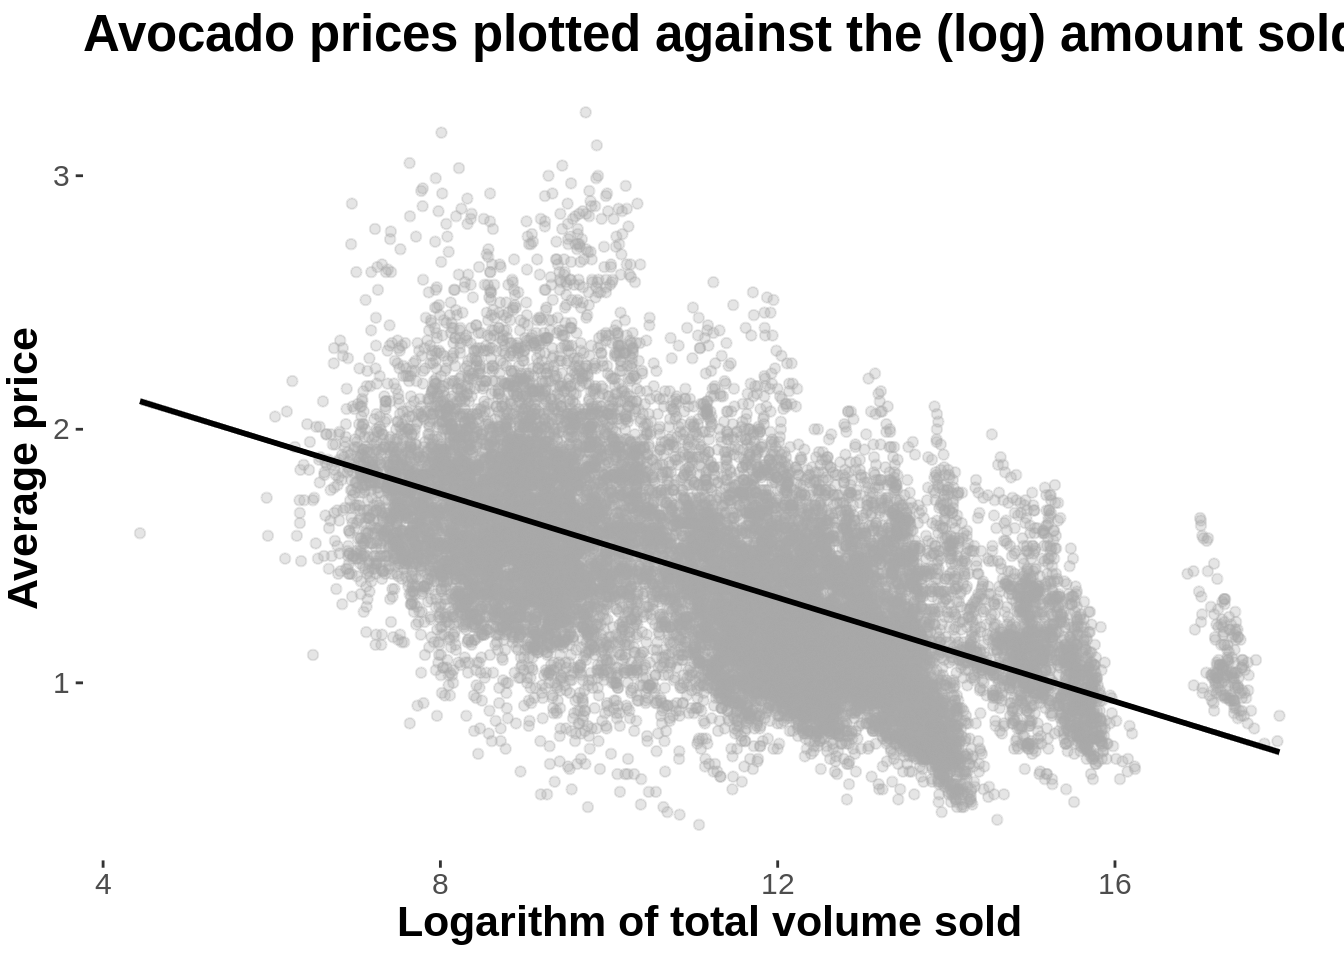 Avocado prices plotted against the (log) amount sold
3
2
1
Average price
4 8 12 16
Logarithm of total volume sold